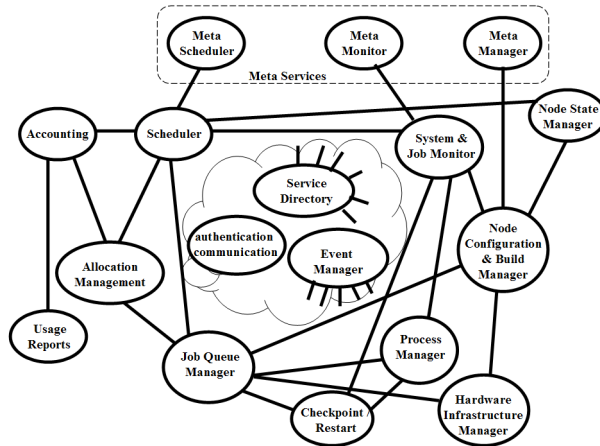 Meta
Scheduler
Meta
Monitor
Meta
Manager
Meta Services
Node State
Manager
Accounting
Scheduler
System &
Job Monitor
Service
Directory
authentication
communication
Event
Manager
Node
Configuration
& Build
Manager
Allocation
Management
Usage
Reports
Job Queue
Manager
Process
Manager
Checkpoint
Restart
Hardware
Infrastructure
Manager